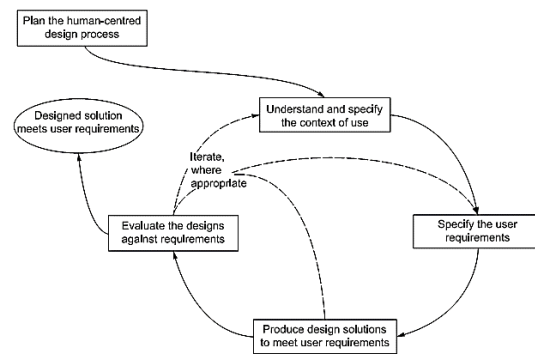 Plan the human-centred
design process
Designed solution
meets user requirements
Understand and specify
the context of use
Iterate,
where
appropriate
Evaluate the designs
against requirements
Specify the user
requirements
Produce design solutions
to meet user requirements